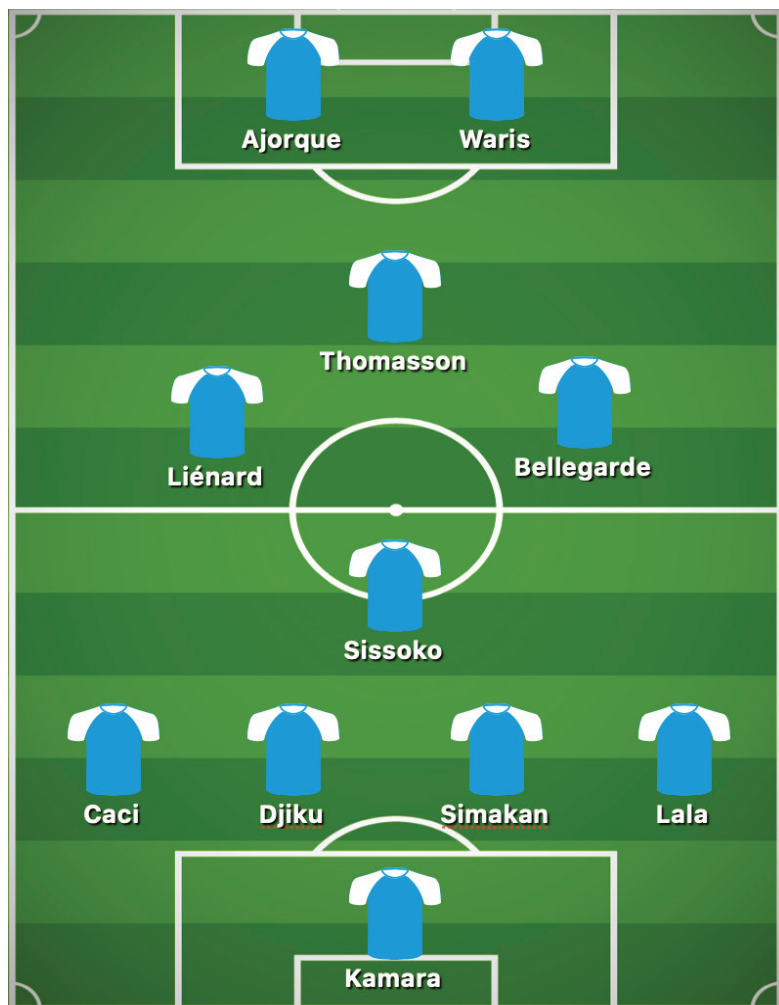 Ajorque Waris
Thomasson
Liénard Bellegarde
Sissoko
Caci Djiku Simakan Lala
Kamara